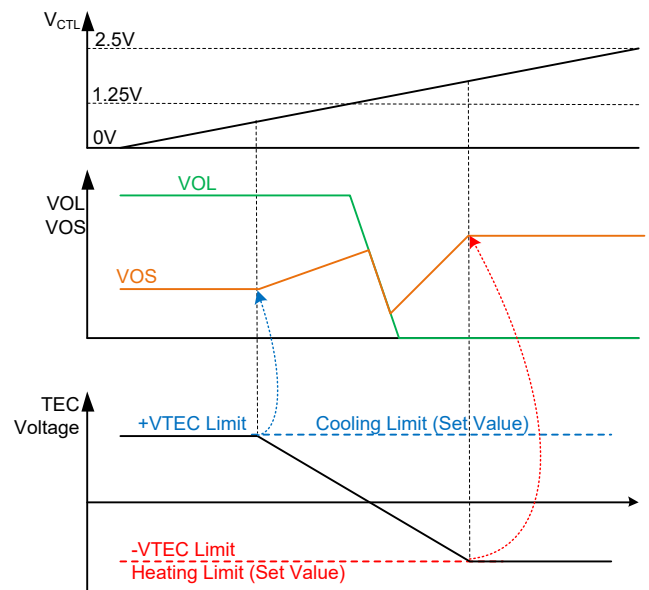 VCTL
2.5V
1.25V
0V
VOL
VOL
VOS
VOS
TEC
Voltage
+VTEC Limit
Cooling Limit (Set Value)
-VTEC Limit
Heating Limit (Set Value)